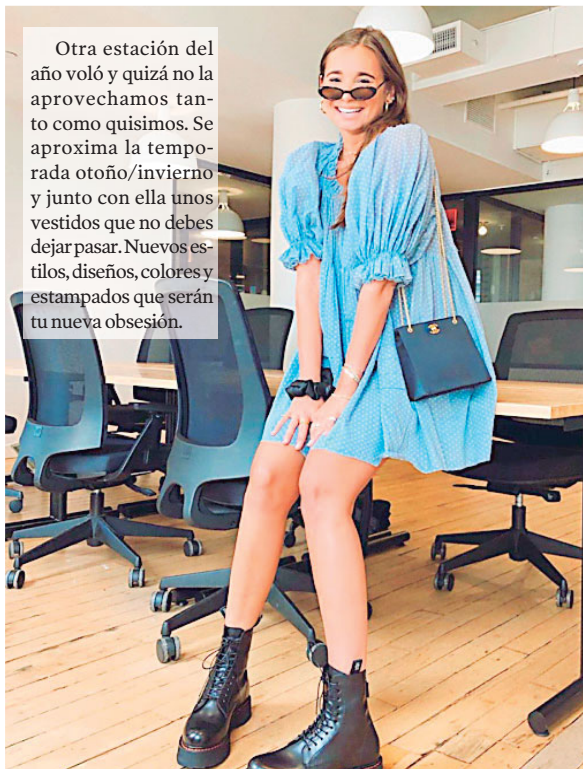 Otra estación del
año voló y quizá no la
aprovechamos tan-
to como quisimos. Se
aproxima la tempo-
rada otoño/invierno
y junto con ella unos
vestidos que no debes
dejar pasar. Nuevos es-
tilos, diseños, colores y
estampados que serán
tu nueva obsesión.